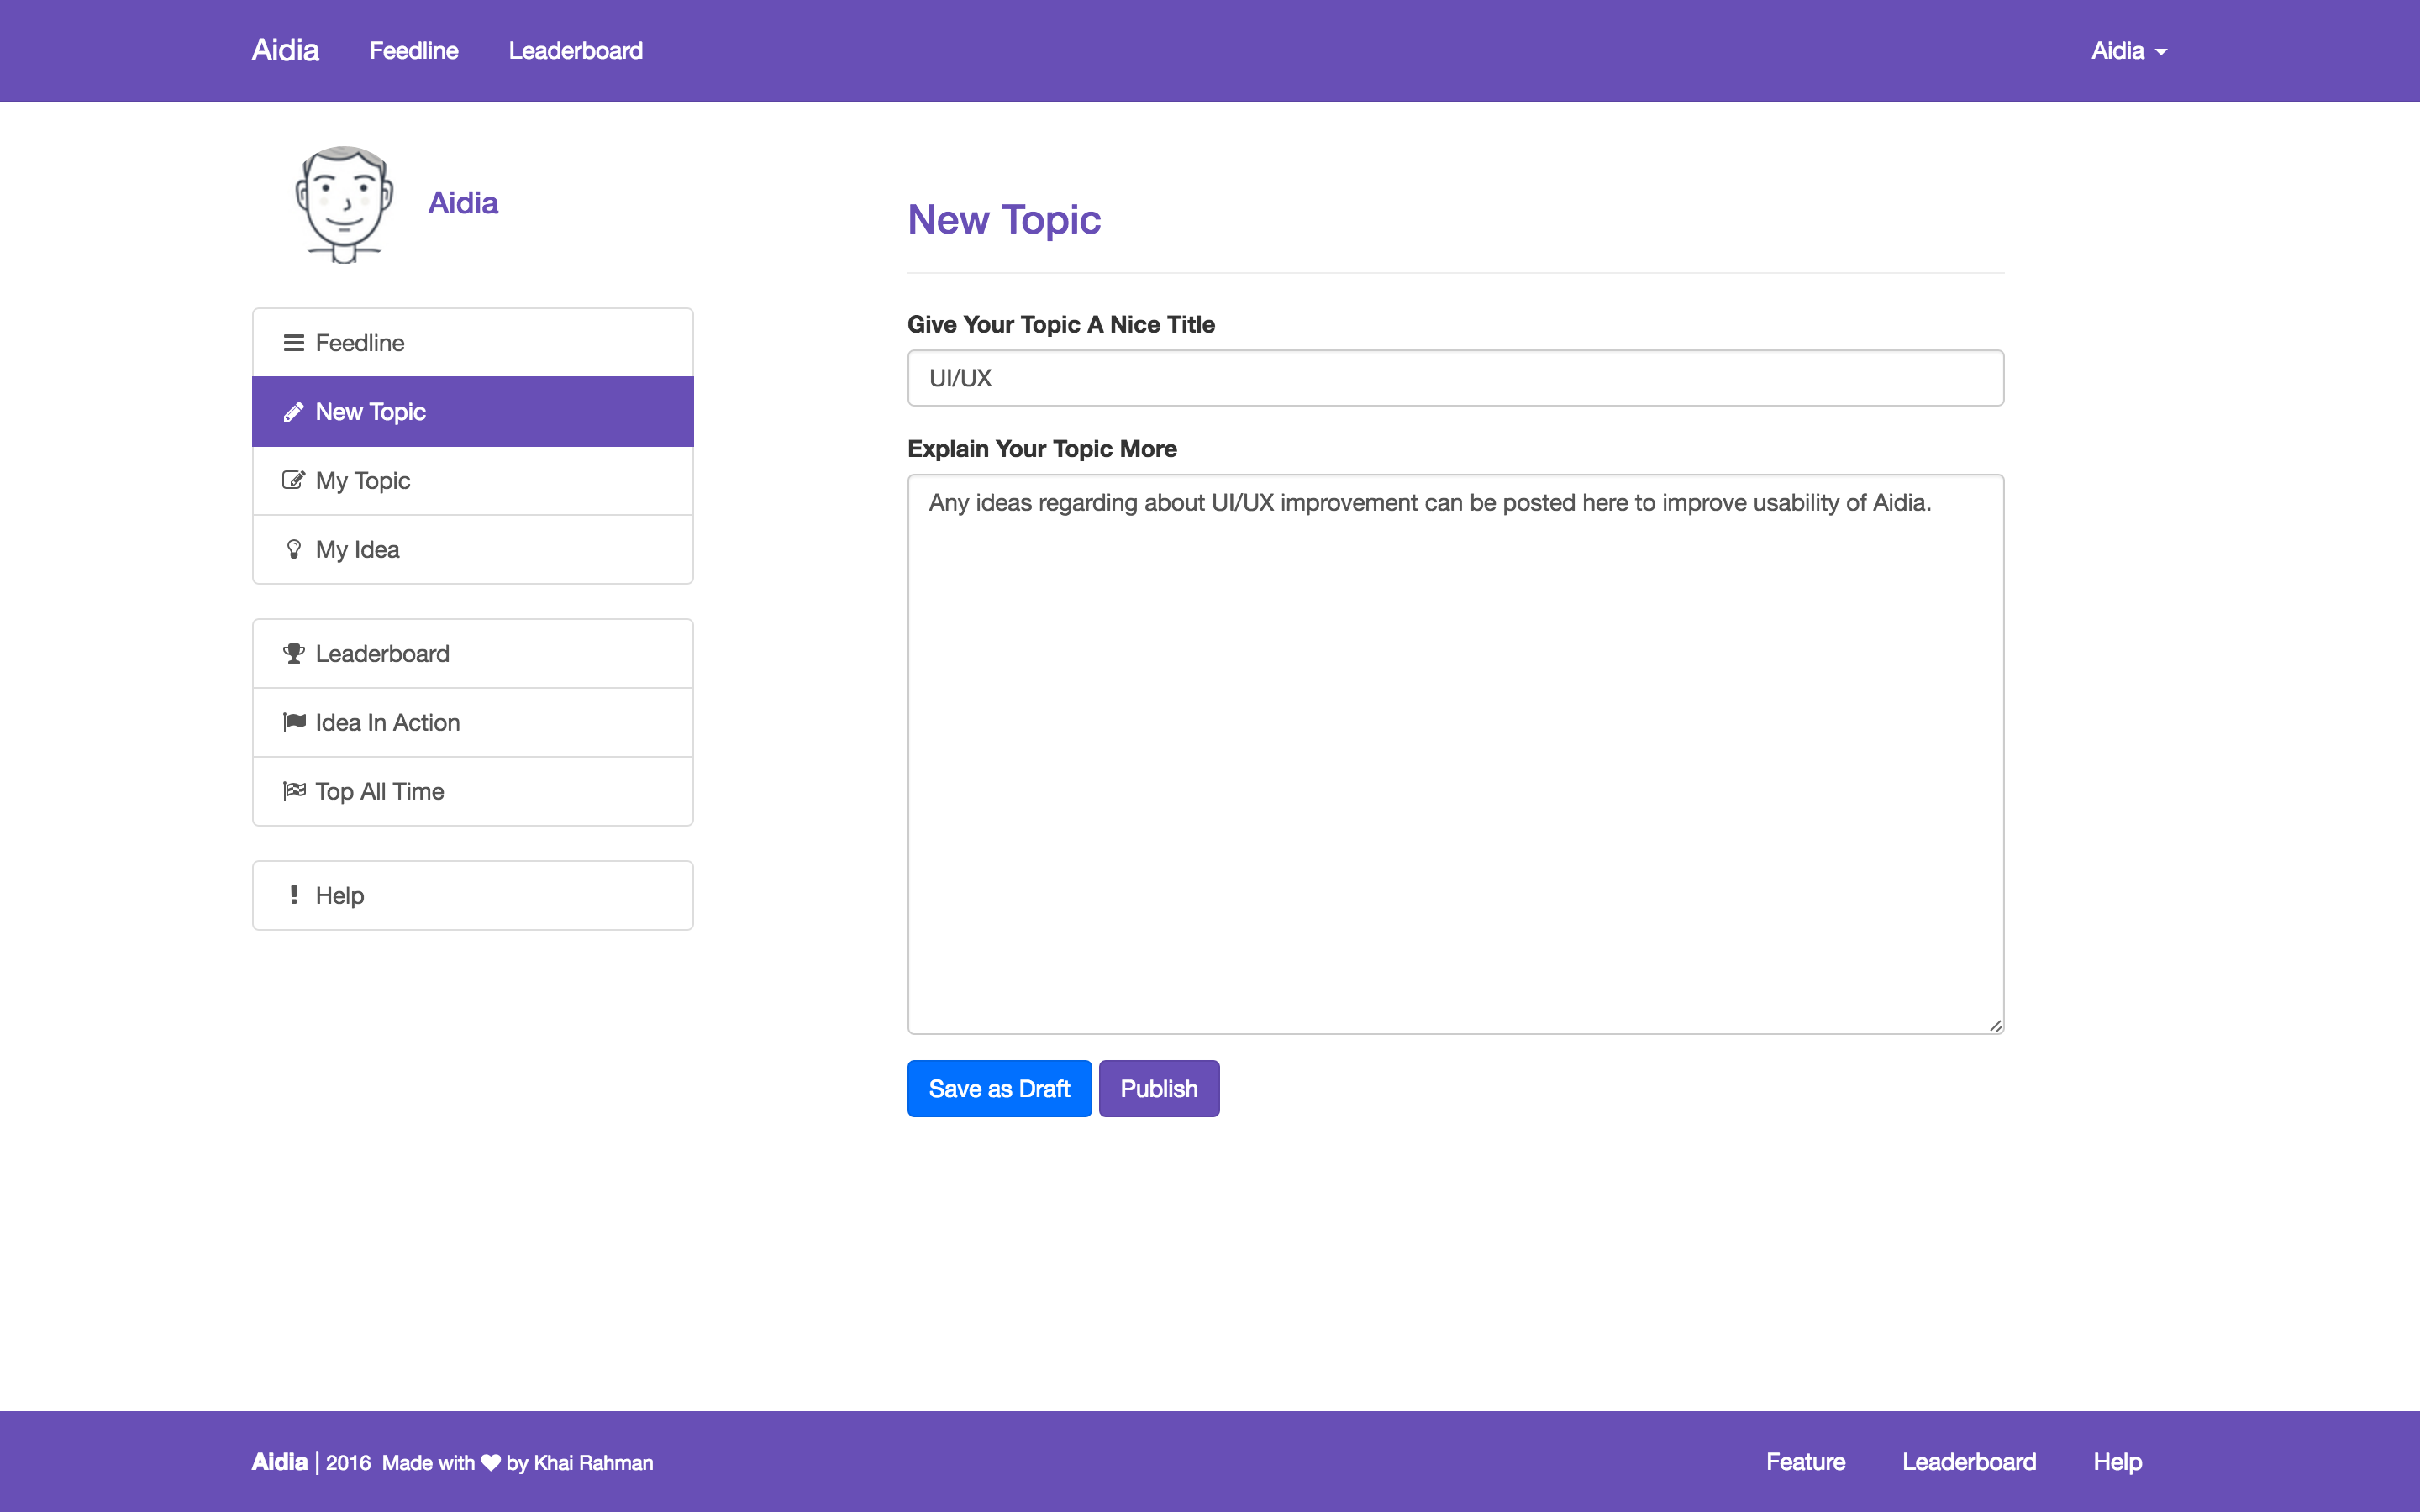 Aidia Feedline Leaderboard Aidia
Aidia
Feedline
New Topic
My Topic
My Idea
Leaderboard
Idea In Action
Top All Time
Help
New Topic
Give Your Topic A Nice Title
UI/UX
Explain Your Topic More
Any ideas regarding about UI/UX improvement can be posted here to improve usability of Aidia.
Save as Draft Publish
Aidia | 2016 Made with ♥ by Khai Rahman Feature Leaderboard Help